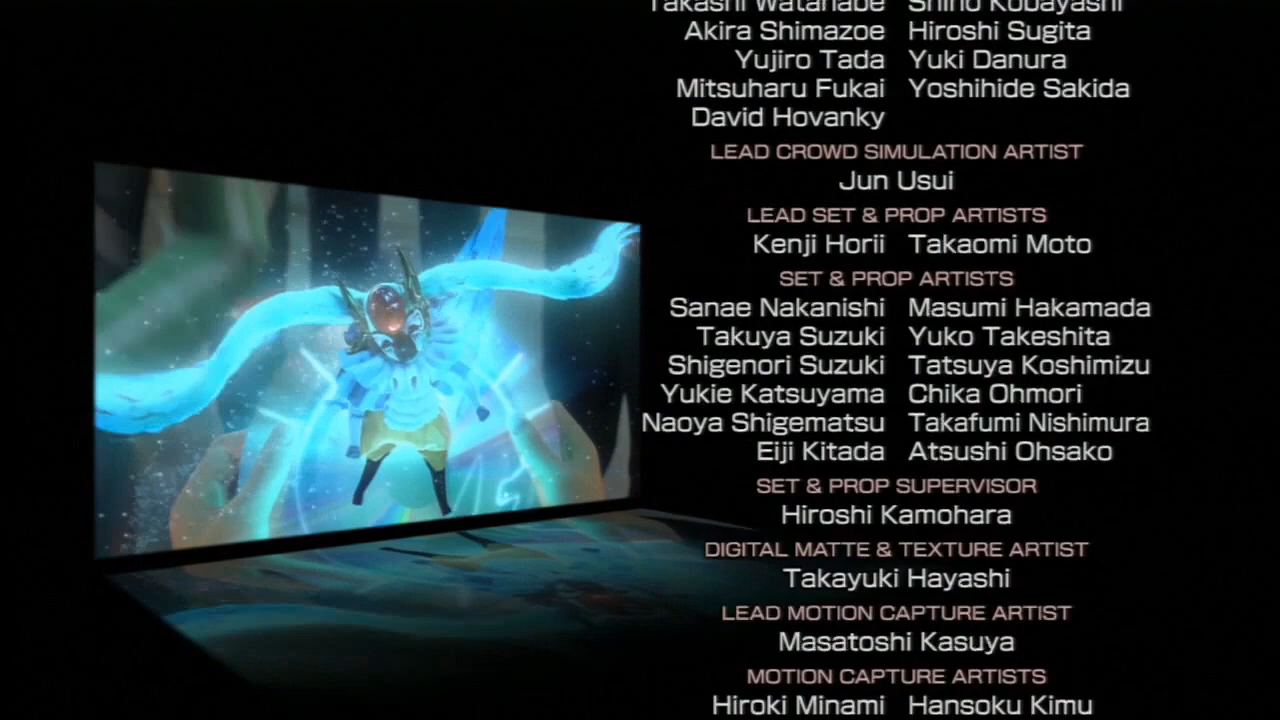 Takashi Watanabe Shiho Kobayashi
Akira Shimazoe Hiroshi Sugita
Yujiro Tada Yuki Danura
Mitsuharu Fukai Yoshihide Sakida
David Hovanky
LEAD CROWD SIMULATION ARTIST
Jun Usui
LEAD SET & PROP ARTISTS
Kenji Horii Takaomi Moto
SET & PROP ARTISTS
Sanae Nakanishi Masumi Hakamada
Takuya Suzuki Yuko Takeshita
Shigenori Suzuki Tatsuya Koshimizu
Yukie Katsuyama Chika Ohmori
Naoya Shigematsu Takafumi Nishimura
Eiji Kitada Atsushi Ohsako
SET & PROP SUPERVISOR
Hiroshi Kamohara
DIGITAL MATTE & TEXTURE ARTIST
Takayuki Hayashi
LEAD MOTION CAPTURE ARTIST
Masatoshi Kasuya
MOTION CAPTURE ARTISTS
Hiroki Minami Hansoku Kimu